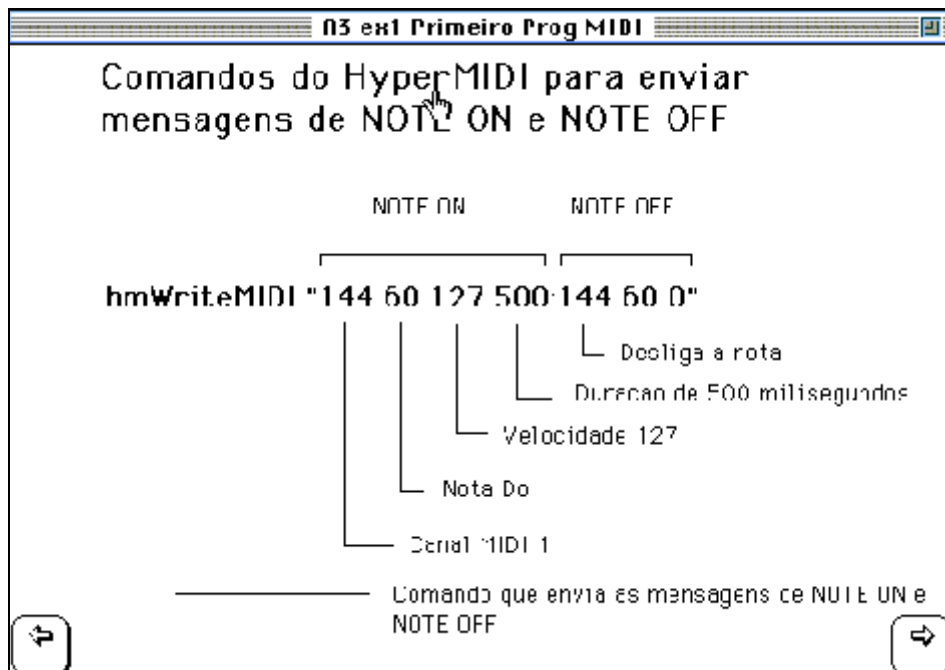 03 ex1 Primeiro Prog MIDI
Comandos do HyperMIDI para enviar
mensagens de NOTE ON e NOTE OFF
NOTE ON NOTE OFF
hmWriteMIDI "144 60 127 500 144 60 0"
Desliga a nota
Duracao de 500 milisegundos
Velocidade 127
Nota Do
Canal MIDI 1
Comando que envia as mensagens de NOTE ON e
NOTE OFF